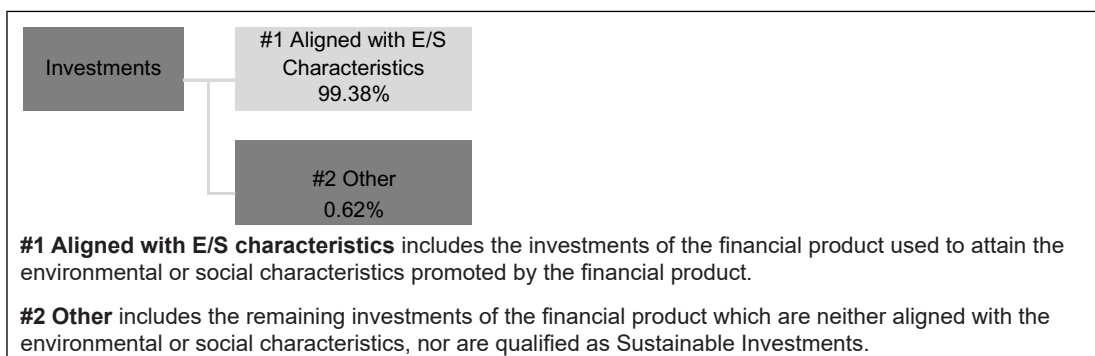 Investments
#1 Aligned with E/S
Characteristics
99.38%
#2 Other
0.62%
#1 Aligned with E/S characteristics includes the investments of the financial product used to attain the
environmental or social characteristics promoted by the financial product.
#2 Other includes the remaining investments of the financial product which are neither aligned with the
environmental or social characteristics, nor are qualified as Sustainable Investments.